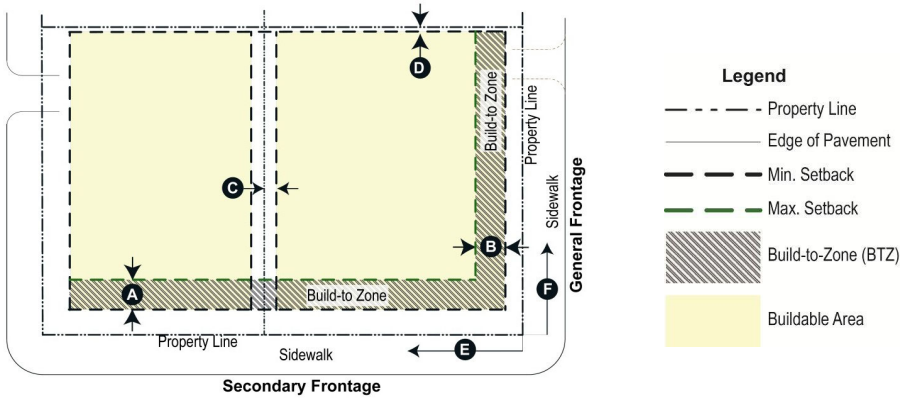 D
Build-to Zone
Property Line
C
Sidewalk
General Frontage
B
A
Build-to Zone
F
Property Line
Sidewalk
E
Secondary Frontage
Legend
Property Line
Edge of Pavement
Min. Setback
Max. Setback
Build-to-Zone (BTZ)
Buildable Area